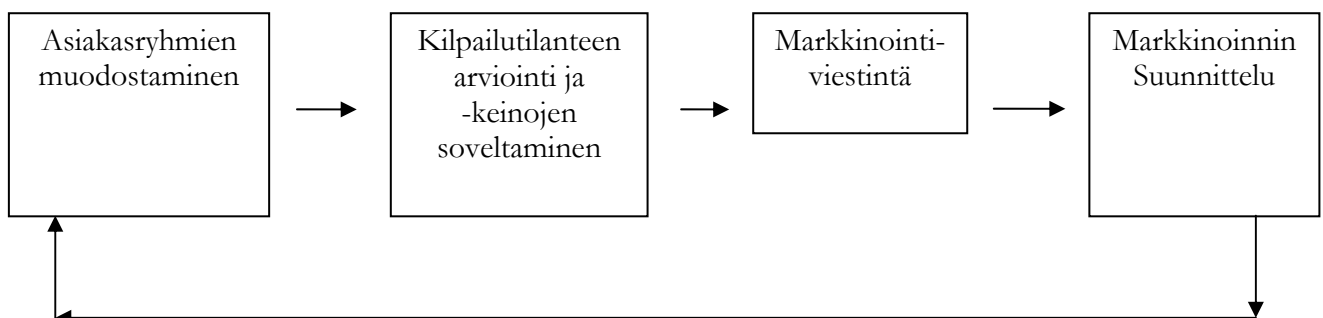 Asiakasryhmien
muodostaminen
Kilpailutilanteen
arviointi ja
-keinojen
soveltaminen
Markkinointi-
viestintä
Markkinoinnin
Suunnittelu